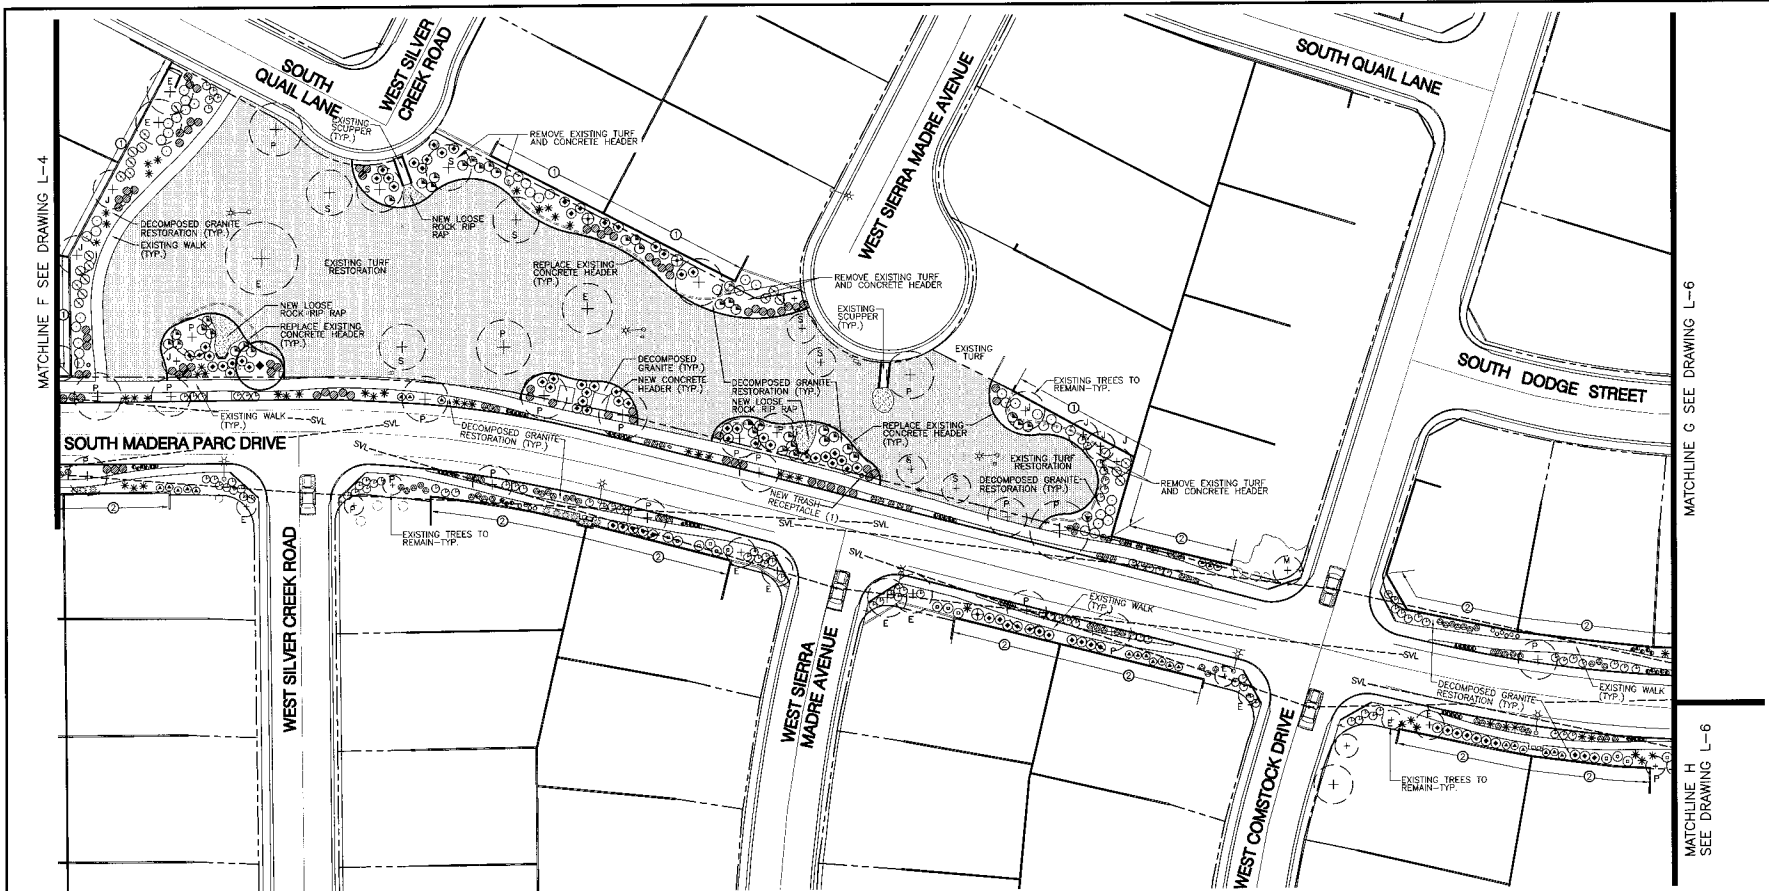 SOUTH
QUAIL LANE
WEST SILVER
CREEK ROAD
EXISTING
SCUPPER
(TYP.)
REMOVE EXISTING TURF
AND CONCRETE HEADER
WEST SIERRA MADRE AVENUE
SOUTH QUAIL LANE
MATCHLINE F SEE DRAWING L-4
DECOMPOSED GRANITE
RESTORATION (TYP.)
EXISTING WALK
(TYP.)
NEW LOOSE
ROCK RIP
RAP
EXISTING TURF
RESTORATION
REPLACE EXISTING
CONCRETE HEADER
(TYP.)
REMOVE EXISTING TURF
AND CONCRETE HEADER
EXISTING
SCUPPER
(TYP.)
NEW LOOSE
ROCK RIP RAP
REPLACE EXISTING
CONCRETE HEADER
(TYP.)
DECOMPOSED
GRANITE (TYP.)
NEW CONCRETE
HEADER (TYP.)
DECOMPOSED GRANITE
RESTORATION (TYP.)
NEW LOOSE
ROCK RIP RAP
EXISTING
TURF
EXISTING TREES TO
REMAIN-TYP.
SOUTH DODGE STREET
MATCHLINE G SEE DRAWING L-6
EXISTING WALK
(TYP.)
SVL
SVL
SVL
SOUTH MADERA PARC DRIVE
DECOMPOSED GRANITE
RESTORATION (TYP.)
REPLACE EXISTING
CONCRETE HEADER
(TYP.)
EXISTING TURF
RESTORATION
DECOMPOSED GRANITE
RESTORATION (TYP.)
REMOVE EXISTING TURF
AND CONCRETE HEADER
NEW TRASH
RECEPTACLE (1)
SVL
SVL
SVL
EXISTING TREES TO
REMAIN-TYP.
WEST SILVER CREEK ROAD
WEST SIERRA
MADRE AVENUE
EXISTING WALK
(TYP.)
SVL
SVL
DECOMPOSED GRANITE
RESTORATION (TYP.)
EXISTING WALK
(TYP.)
WEST COMSTOCK DRIVE
EXISTING TREES TO
REMAIN-TYP.
MATCHLINE H
SEE DRAWING L-6